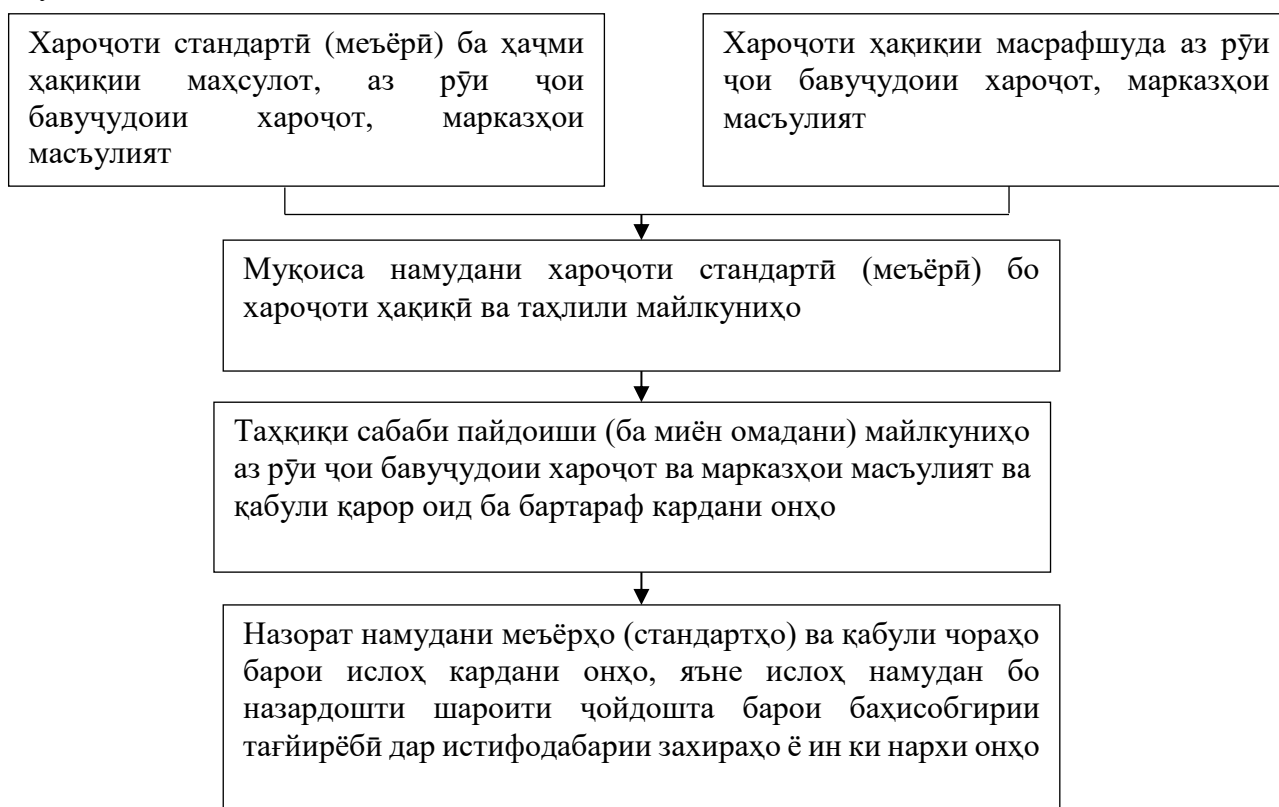 Хароҷоти стандартӣ (меъёрӣ) ба ҳаҷми
ҳақиқии маҳсулот, аз рӯи ҷои
бавуҷудоии хароҷот, марказҳои
масъулият
Хароҷоти ҳақиқии масрафшуда аз рӯи
ҷои бавуҷудоии хароҷот, марказҳои
масъулият
Муқоиса намудани хароҷоти стандартӣ (меъёрӣ) бо
хароҷоти ҳақиқӣ ва таҳлили майлкуниҳо
Таҳқиқи сабаби пайдоиши (ба миён омадани) майлкуниҳо
аз рӯи ҷои бавуҷудоии хароҷот ва марказҳои масъулият ва
қабули қарор оид ба бартараф кардани онҳо
Назорат намудани меъёрҳо (стандартҳо) ва қабули чораҳо
барои ислоҳ кардани онҳо, яъне ислоҳ намудан бо
назардошти шароити ҷойдошта барои баҳисобгирии
тағйирёбӣ дар истифодабарии захираҳо ё ин ки нархи онҳо